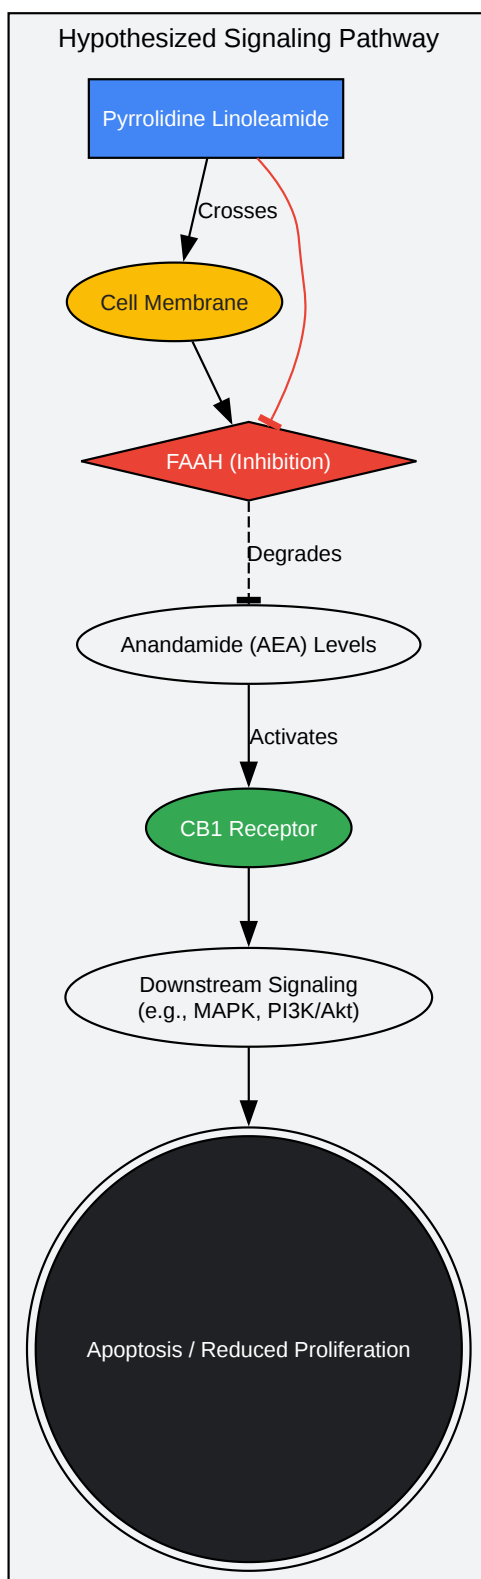 Hypothesized Signaling Pathway
Pyrrolidine Linoleamide
Crosses
Cell Membrane
FAAH (Inhibition)
Degrades
Anandamide (AEA) Levels
Activates
CB1 Receptor
Downstream Signaling
(e.g., MAPK, PI3K/Akt)
Apoptosis / Reduced Proliferation